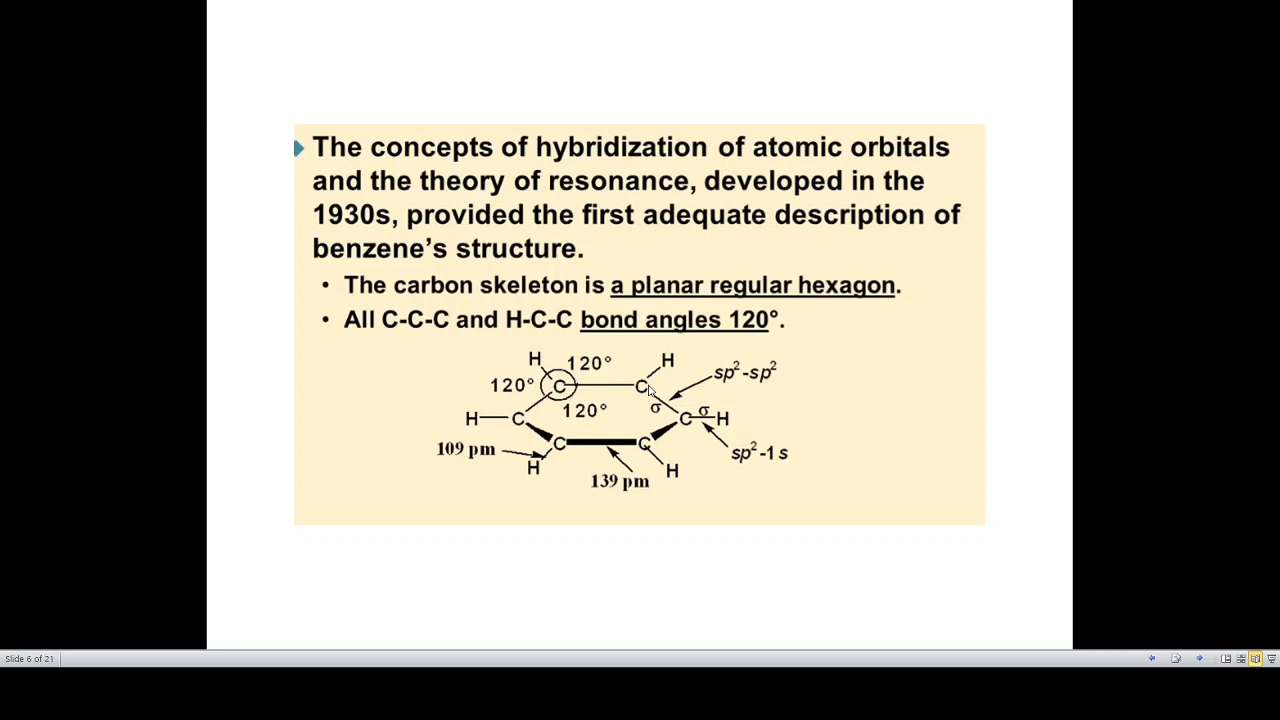 The concepts of hybridization of atomic orbitals
and the theory of resonance, developed in the
1930s, provided the first adequate description of
benzene's structure.
• The carbon skeleton is a planar regular hexagon.
• All C-C-C and H-C-C bond angles 120°.
H 120° H
120° C C sp²-sp²
120° σ
H C C σ H
109 pm C C sp²-1s
H H
139 pm
Slide 6 of 21